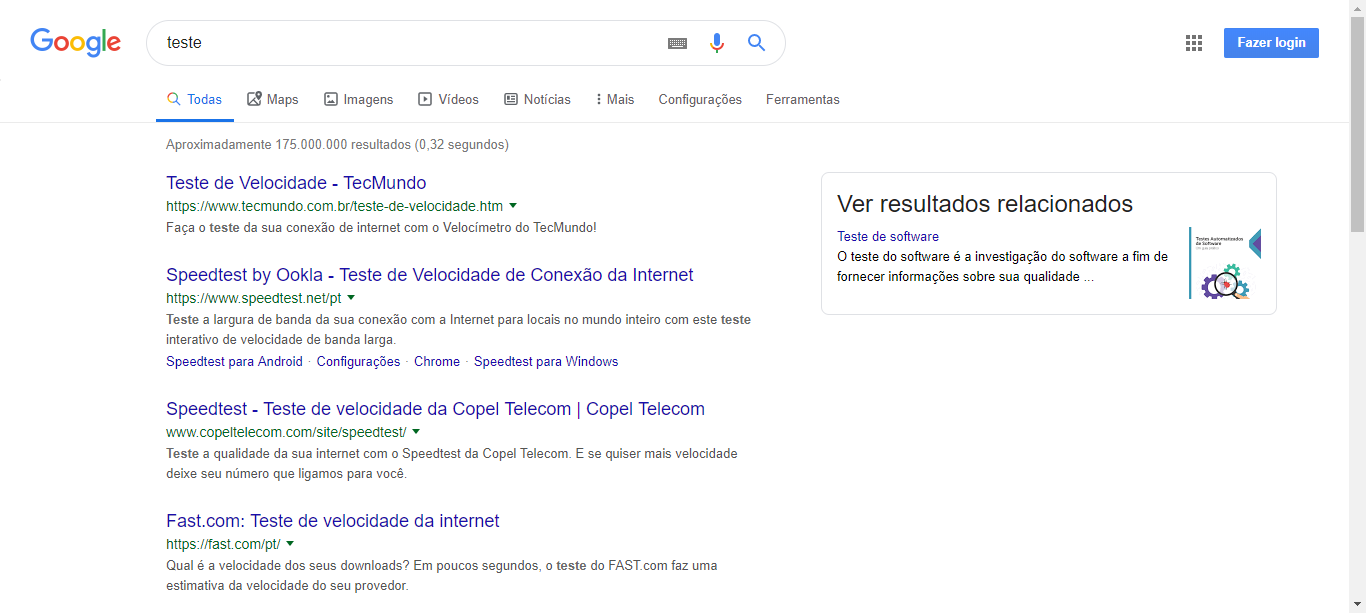 Google
teste
Fazer login
Todas
Maps
Imagens
Vídeos
Notícias
Mais
Configurações
Ferramentas
Aproximadamente 175.000.000 resultados (0,32 segundos)
Teste de Velocidade - TecMundo
https://www.tecmundo.com.br/teste-de-velocidade.htm
Faça o teste da sua conexão de internet com o Velocímetro do TecMundo!
Speedtest by Ookla - Teste de Velocidade de Conexão da Internet
https://www.speedtest.net/pt
Teste a largura de banda da sua conexão com a Internet para locais no mundo inteiro com este teste
interativo de velocidade de banda larga.
Speedtest para Android · Configurações · Chrome · Speedtest para Windows
Speedtest - Teste de velocidade da Copel Telecom | Copel Telecom
www.copeltelecom.com/site/speedtest/
Teste a qualidade da sua internet com o Speedtest da Copel Telecom. E se quiser mais velocidade
deixe seu número que ligamos para você.
Fast.com: Teste de velocidade da internet
https://fast.com/pt/
Qual é a velocidade dos seus downloads? Em poucos segundos, o teste do FAST.com faz uma
estimativa da velocidade do seu provedor.
Ver resultados relacionados
Teste de software
O teste do software é a investigação do software a fim de
fornecer informações sobre sua qualidade ...
Testes Automatizados
de Software